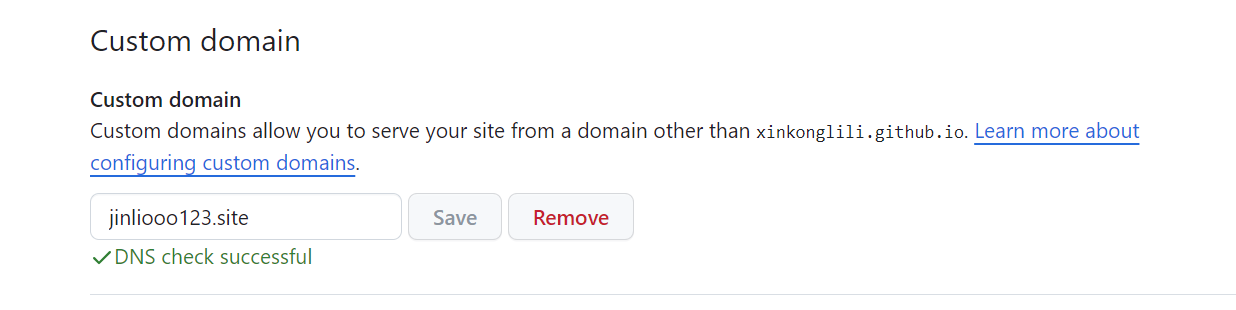 Custom domain
Custom domain
Custom domains allow you to serve your site from a domain other than xinkonglili.github.io. Learn more about
configuring custom domains.
jinliooo123.site Save Remove
DNS check successful